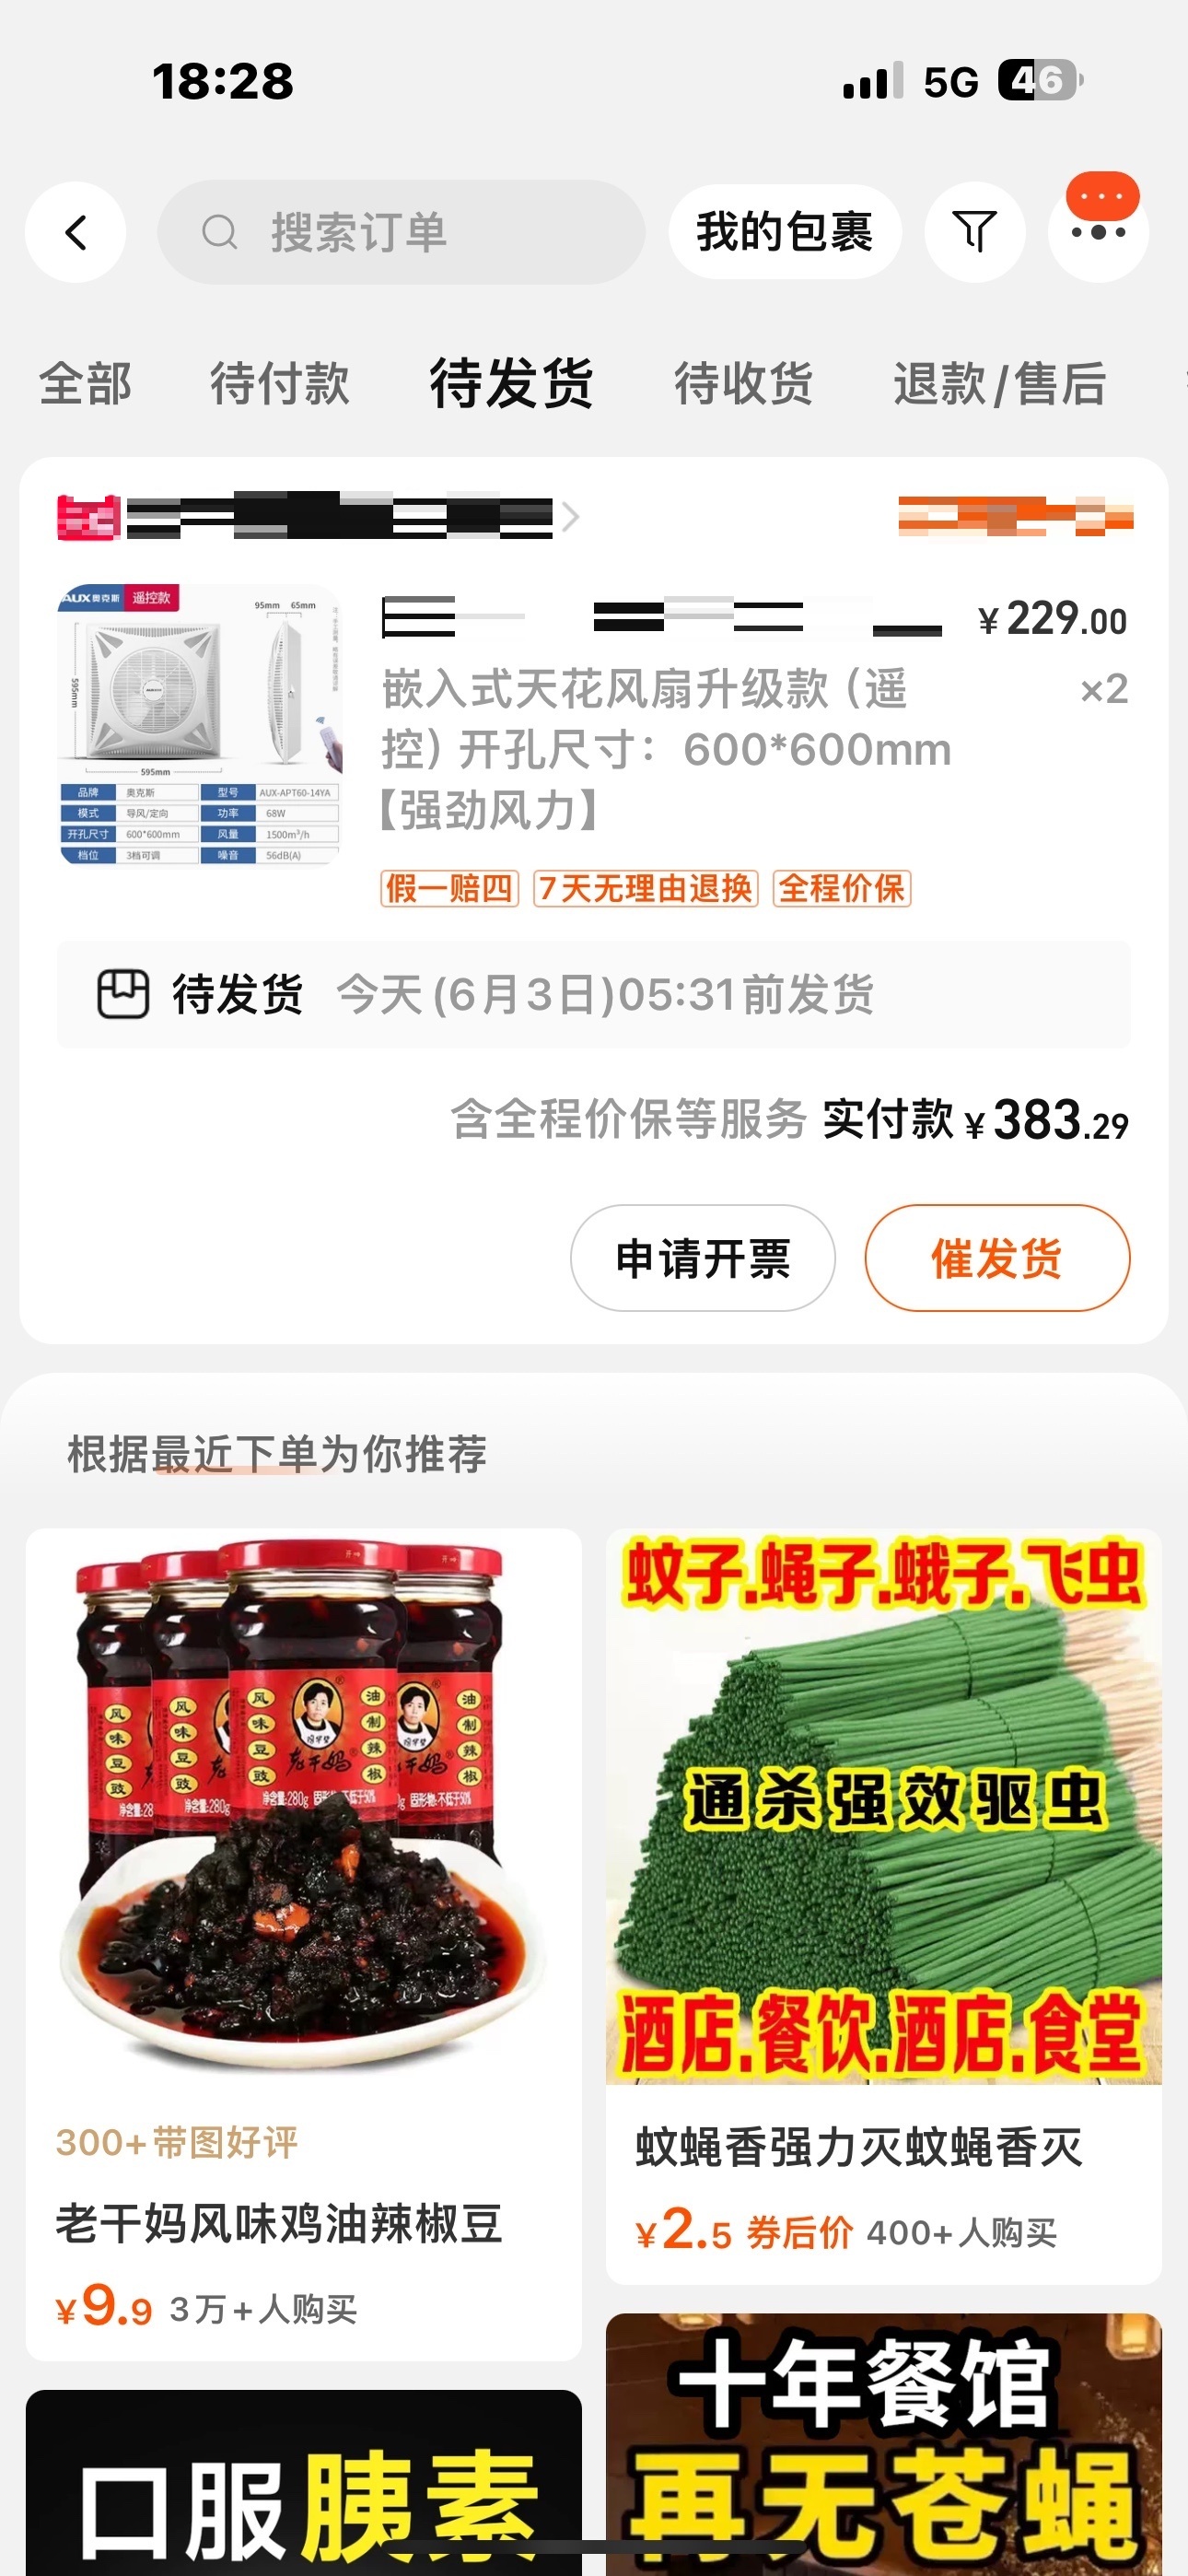 18:28
5G
46
搜索订单
我的包裹
全部
待付款
待发货
待收货
退款/售后
AUX奥克斯
遥控款
95mm 65mm
595mm
595mm
品牌 奥克斯 型号 AUX-APT60-14YA
模式 导风/定向 功率 68W
开孔尺寸 600*600mm 风量 1500m³/h
档位 3档可调 噪音 56dB(A)
¥229.00
嵌入式天花风扇升级款（遥
控）开孔尺寸：600*600mm
【强劲风力】
×2
假一赔四
7天无理由退换
全程价保
待发货 今天(6月3日)05:31前发货
含全程价保等服务 实付款 ¥383.29
申请开票
催发货
根据最近下单为你推荐
风味豆豉
油制辣椒
老干妈
净含量:280g 固形物:不低于50%
300+带图好评
老干妈风味鸡油辣椒豆
¥9.9 3万+人购买
蚊子.蝇子.蛾子.飞虫
通杀强效驱虫
酒店.餐饮.酒店.食堂
蚊蝇香强力灭蚊蝇香灭
¥2.5 券后价 400+人购买
口服胰素
十年餐馆
再无苍蝇